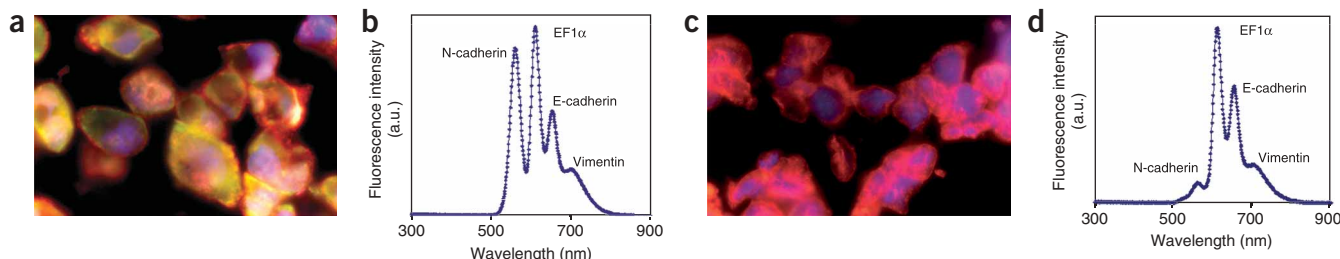 a
b
Fluorescence intensity
(a.u.)
N-cadherin
EF1α
E-cadherin
Vimentin
300 500 700 900
Wavelength (nm)
c
d
Fluorescence intensity
(a.u.)
EF1α
E-cadherin
N-cadherin
Vimentin
300 500 700 900
Wavelength (nm)